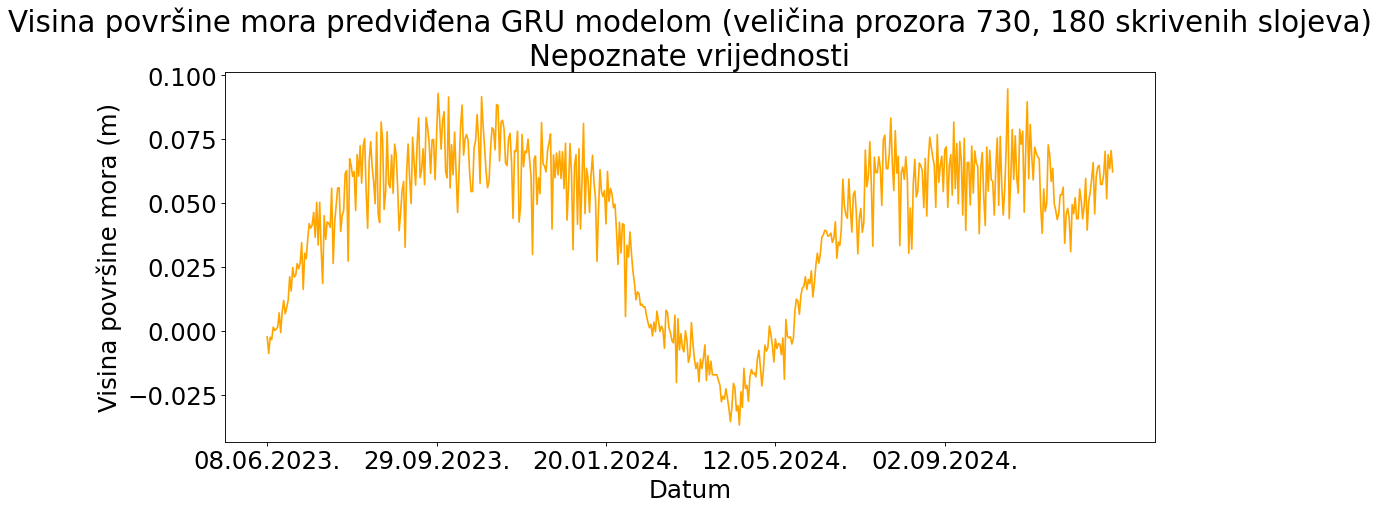 Visina površine mora predviđena GRU modelom (veličina prozora 730, 180 skrivenih slojeva)
Nepoznate vrijednosti
0.100
0.075
0.050
0.025
0.000
−0.025
Visina površine mora (m)
08.06.2023. 29.09.2023. 20.01.2024. 12.05.2024. 02.09.2024.
Datum